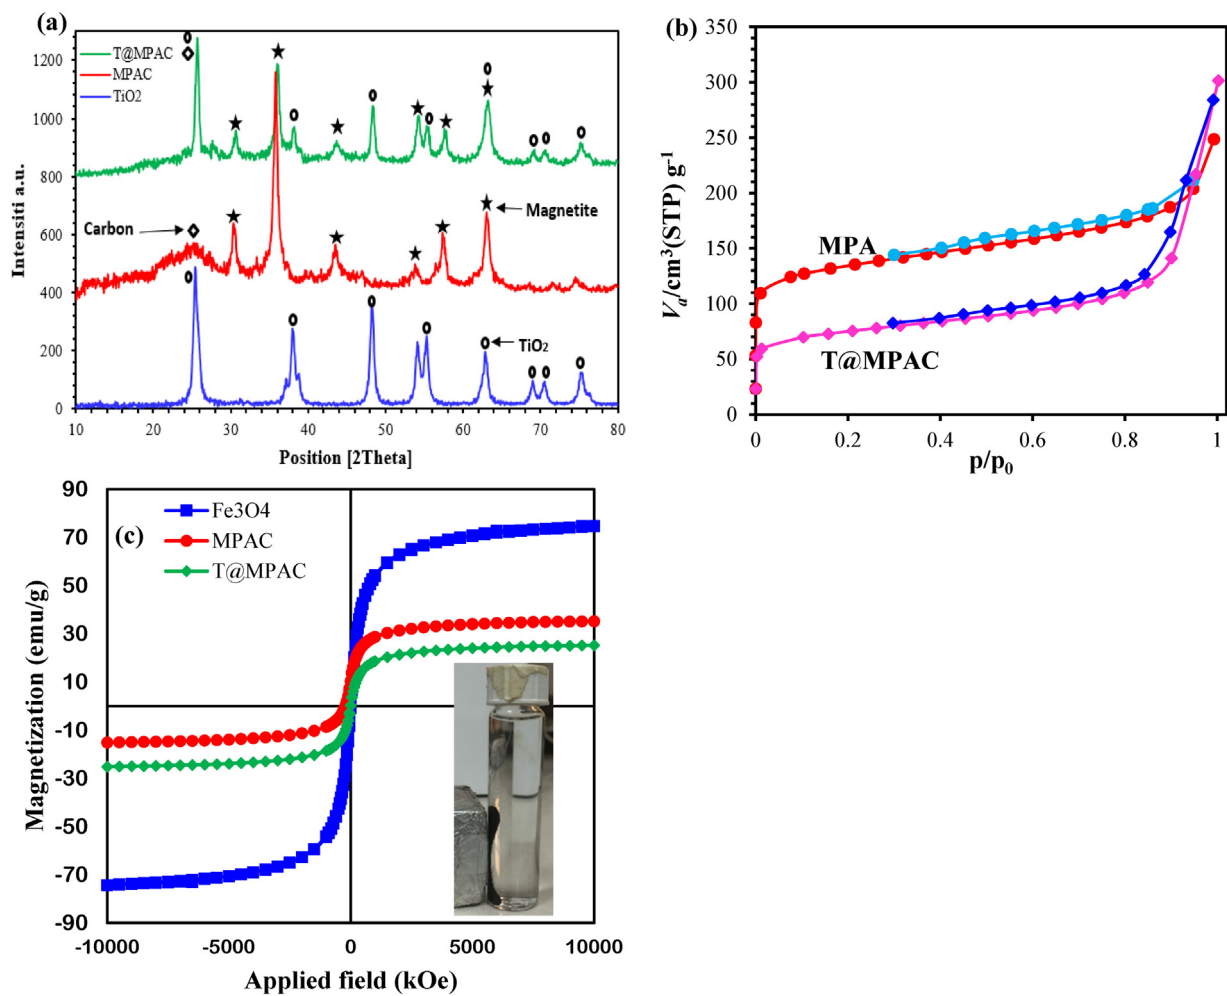 (a)
T@MPAC
MPAC
TiO2
Carbon
Magnetite
TiO2
Intensiti a.u.
0
200
400
600
800
1000
1200
10 20 30 40 50 60 70 80
Position [2Theta]
(b)
Va/cm3(STP) g-1
350
300
250
200
150
100
50
0
MPA
T@MPAC
0 0.2 0.4 0.6 0.8 1
p/p0
(c)
Fe3O4
MPAC
T@MPAC
Magnetization (emu/g)
90
70
50
30
10
-10
-30
-50
-70
-90
-10000 -5000 0 5000 10000
Applied field (kOe)